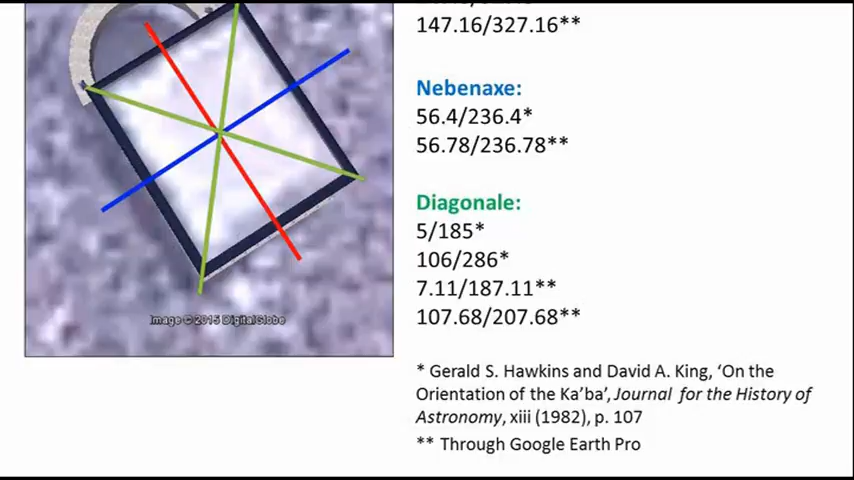 147.16/327.16**
Nebenaxe:
56.4/236.4*
56.78/236.78**
Diagonale:
5/185*
106/286*
7.11/187.11**
107.68/207.68**
Image © 2015 DigitalGlobe
* Gerald S. Hawkins and David A. King, ‘On the
Orientation of the Ka’ba’, Journal for the History of
Astronomy, xiii (1982), p. 107
** Through Google Earth Pro